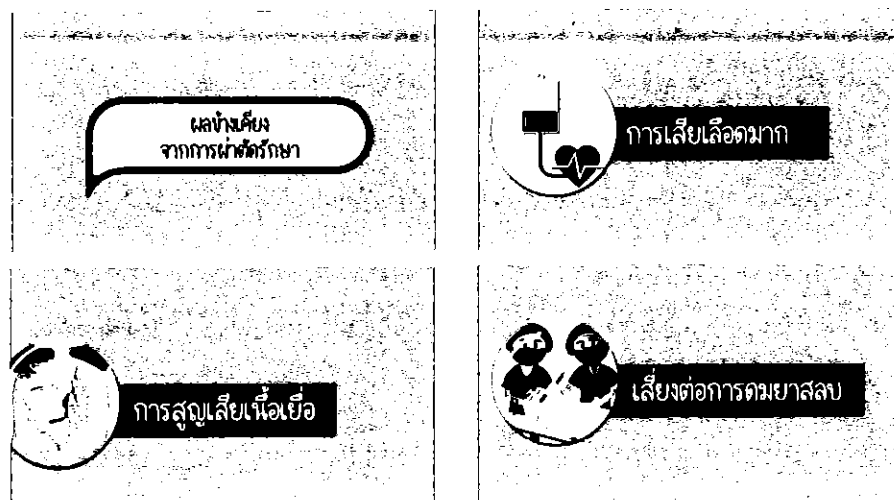 ผลข้างเคียง
จากการผ่าตัดรักษา
การเสียเลือดมาก
การสูญเสียเนื้อเยื่อ
เสี่ยงต่อการดมยาสลบ